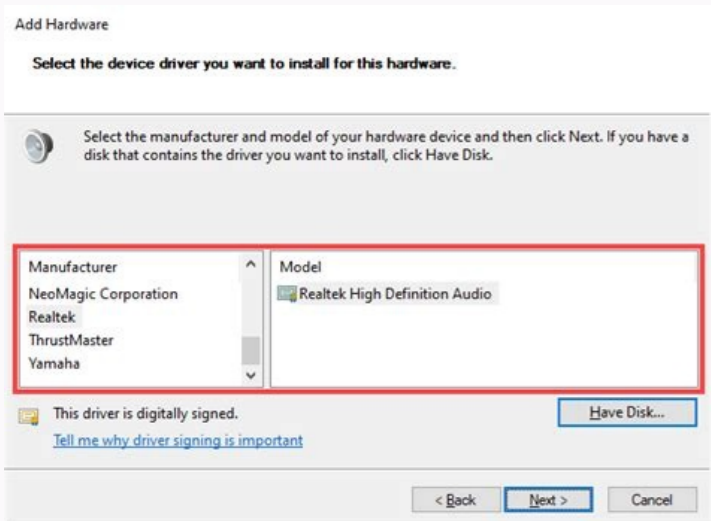 Add Hardware
Select the device driver you want to install for this hardware.
Select the manufacturer and model of your hardware device and then click Next. If you have a
disk that contains the driver you want to install, click Have Disk.
Manufacturer
NeoMagic Corporation
Realtek
ThrustMaster
Yamaha
Model
Realtek High Definition Audio
This driver is digitally signed.
Have Disk...
Tell me why driver signing is important
< Back
Next >
Cancel